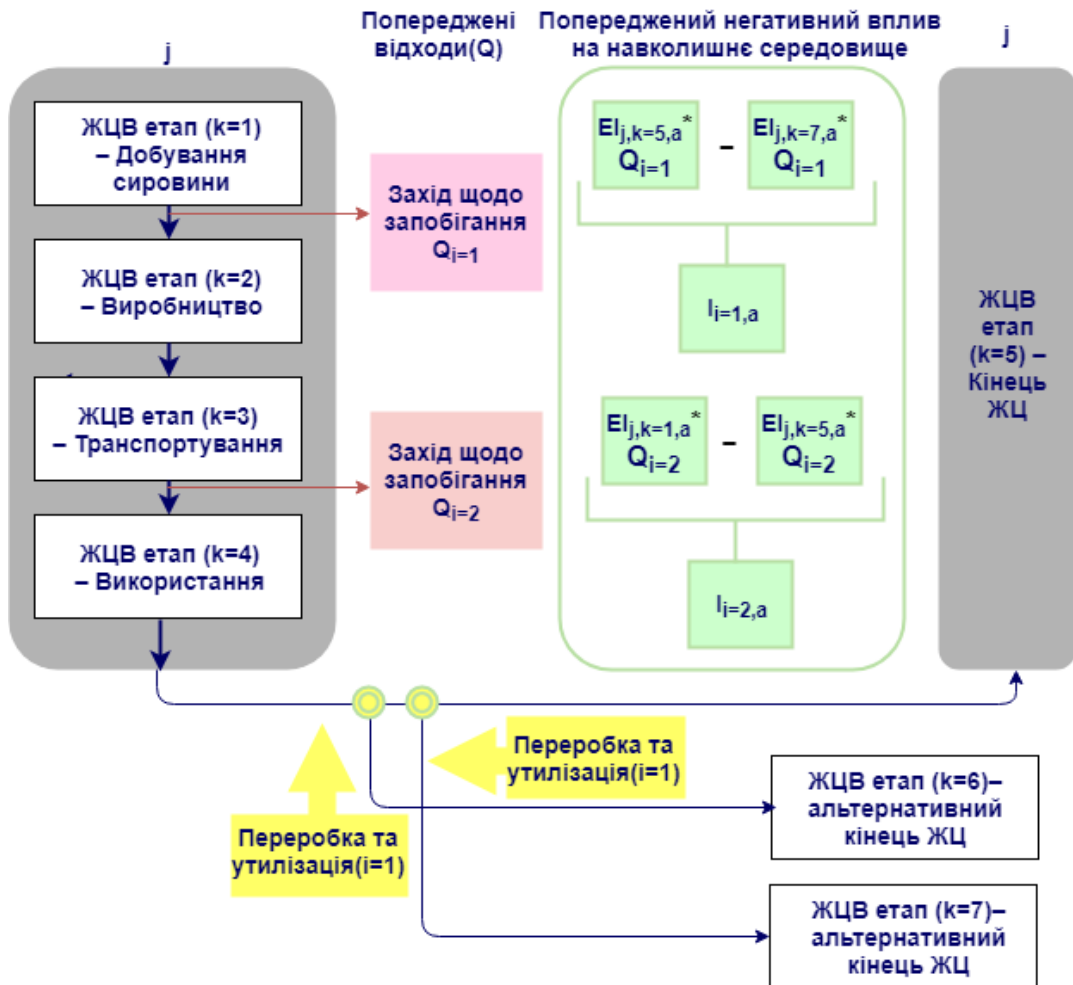 j
Попереджені
відходи(Q)
Попереджений негативний вплив
на навколишнє середовище
j
ЖЦВ етап (k=1)
– Добування
сировини
ЖЦВ етап (k=2)
– Виробництво
ЖЦВ етап (k=3)
– Транспортування
ЖЦВ етап (k=4)
– Використання
Захід щодо
запобігання
Qi=1
Захід щодо
запобігання
Qi=2
EIj,k=5,a*
Qi=1
–
EIj,k=7,a*
Qi=1
Ii=1,a
EIj,k=1,a*
Qi=2
–
EIj,k=5,a*
Qi=2
Ii=2,a
ЖЦВ
етап
(k=5) –
Кінець
ЖЦ
Переробка та
утилізація(i=1)
Переробка та
утилізація(i=1)
ЖЦВ етап (k=6)–
альтернативний
кінець ЖЦ
ЖЦВ етап (k=7)–
альтернативний
кінець ЖЦ